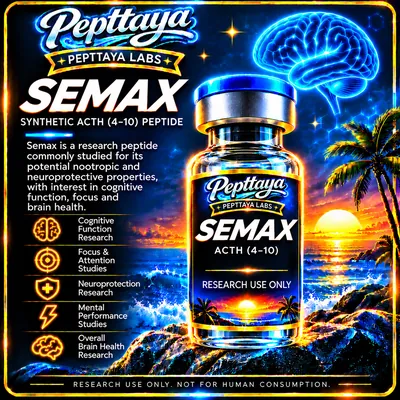 Pepttaya
PEPTTAYA LABS
SEMAX
SYNTHETIC ACTH (4–10) PEPTIDE
Semax is a research peptide
commonly studied for its
potential nootropic and
neuroprotective properties,
with interest in cognitive
function, focus and
brain health.
Cognitive
Function
Research
Focus &
Attention
Studies
Neuroprotection
Research
Mental
Performance
Studies
Overall
Brain Health
Research
Pepttaya
PEPTTAYA LABS
SEMAX
ACTH (4–10)
RESEARCH USE ONLY
RESEARCH USE ONLY. NOT FOR HUMAN CONSUMPTION.